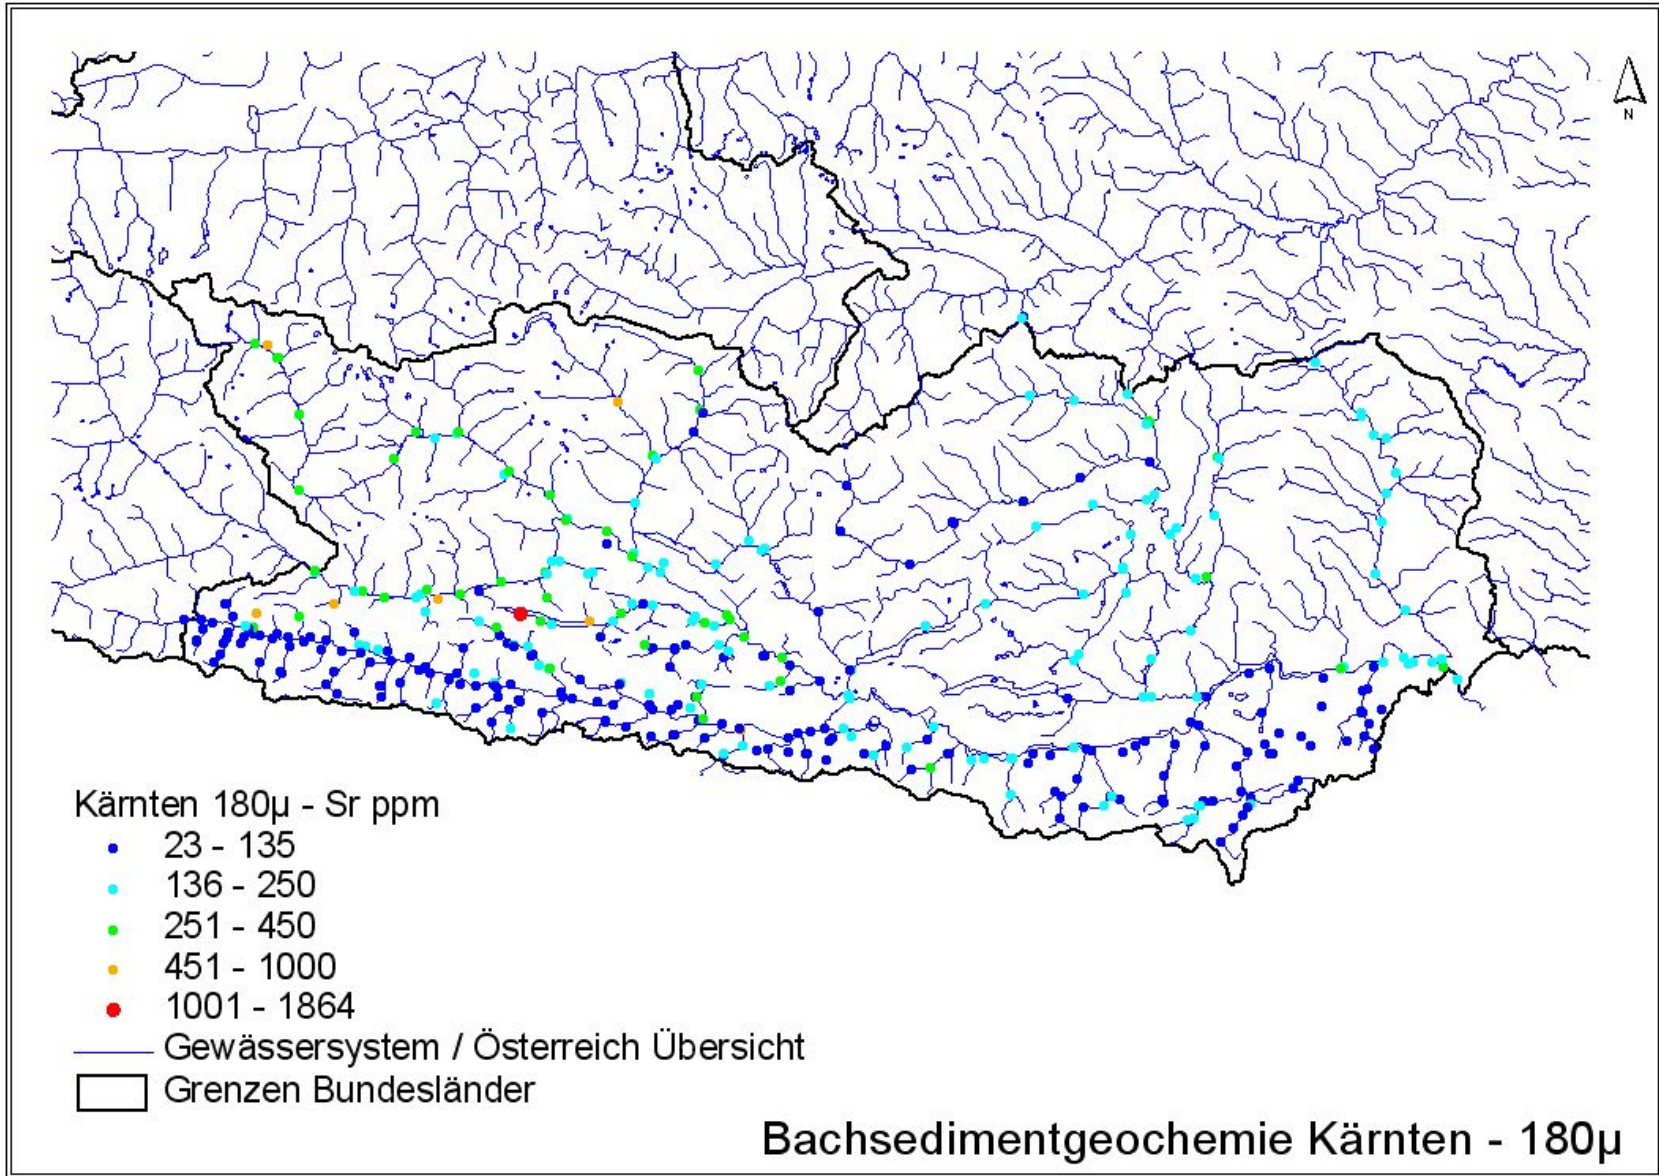 N
Kärnten 180µ - Sr ppm
23 - 135
136 - 250
251 - 450
451 - 1000
1001 - 1864
Gewässersystem / Österreich Übersicht
Grenzen Bundesländer
Bachsedimentgeochemie Kärnten - 180µ